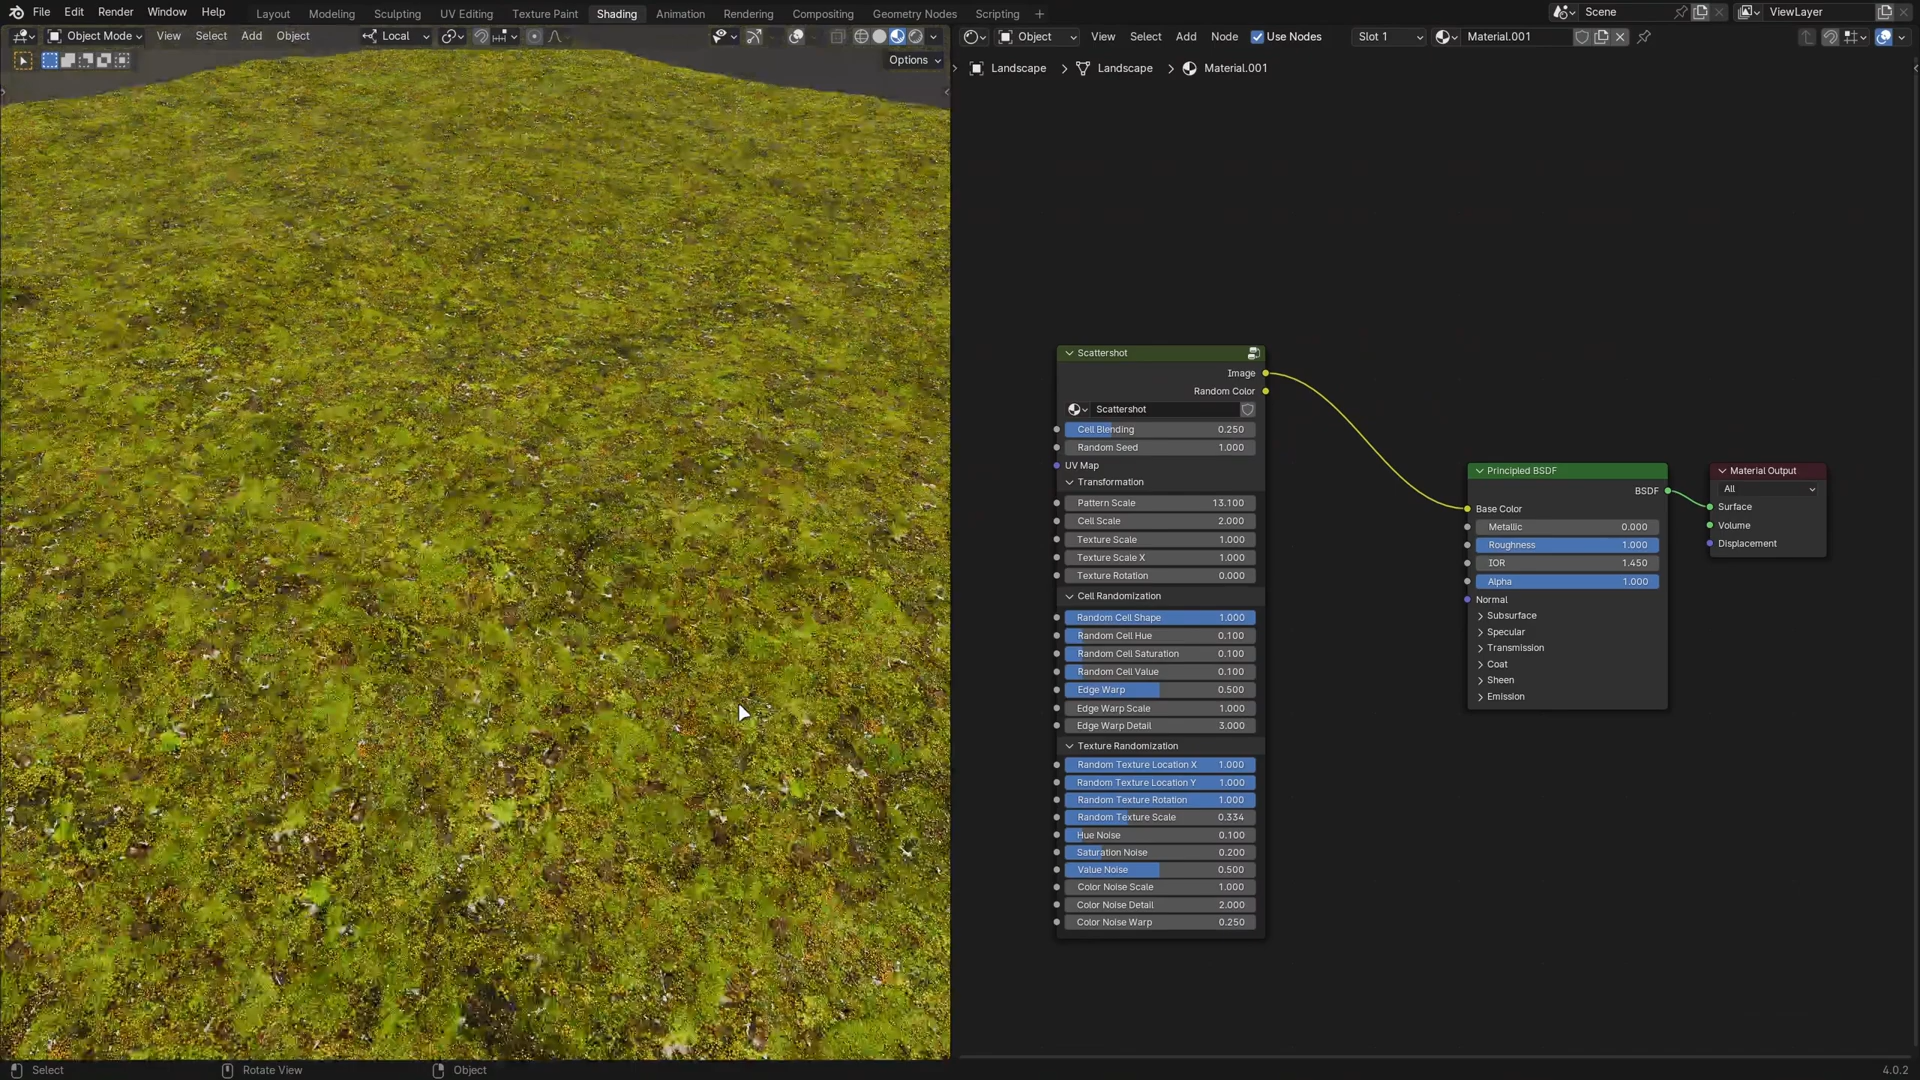 File Edit Render Window Help Layout Modeling Sculpting UV Editing Texture Paint Shading Animation Rendering Compositing Geometry Nodes Scripting + Scene ViewLayer
Object Mode View Select Add Object Local
Options
Object View Select Add Node Use Nodes Slot 1 Material.001
Landscape > Landscape > Material.001
Scattershot
Image
Random Color
Scattershot
Cell Blending 0.250
Random Seed 1.000
UV Map
Transformation
Pattern Scale 13.100
Cell Scale 2.000
Texture Scale 1.000
Texture Scale X 1.000
Texture Rotation 0.000
Cell Randomization
Random Cell Shape 1.000
Random Cell Hue 0.100
Random Cell Saturation 0.100
Random Cell Value 0.100
Edge Warp 0.500
Edge Warp Scale 1.000
Edge Warp Detail 3.000
Texture Randomization
Random Texture Location X 1.000
Random Texture Location Y 1.000
Random Texture Rotation 1.000
Random Texture Scale 0.334
Hue Noise 0.100
Saturation Noise 0.200
Value Noise 0.500
Color Noise Scale 1.000
Color Noise Detail 2.000
Color Noise Warp 0.250
Principled BSDF
BSDF
Base Color
Metallic 0.000
Roughness 1.000
IOR 1.450
Alpha 1.000
Normal
Subsurface
Specular
Transmission
Coat
Sheen
Emission
Material Output
All
Surface
Volume
Displacement
Select Rotate View Object 4.0.2